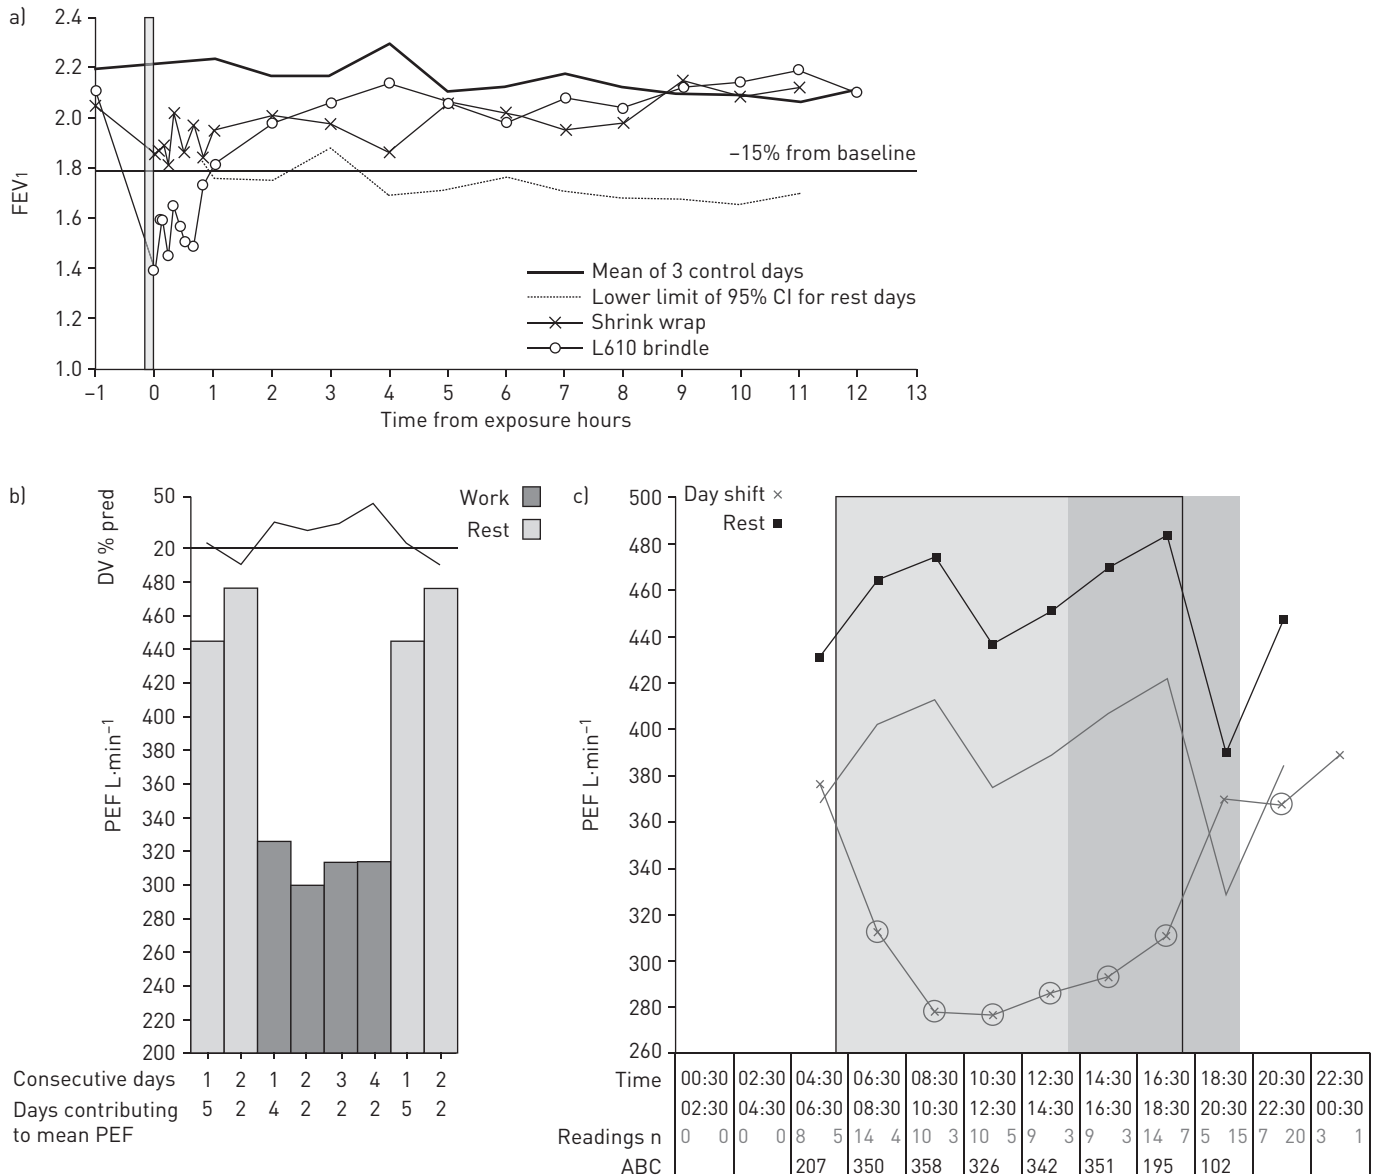 a)
2.4
2.2
2.0
1.8
1.6
1.4
1.2
1.0
FEV1
–15% from baseline
Mean of 3 control days
Lower limit of 95% CI for rest days
Shrink wrap
L610 brindle
–1 0 1 2 3 4 5 6 7 8 9 10 11 12 13
Time from exposure hours
b)
DV % pred
50
20
Work
Rest
PEF L·min–1
480
460
440
420
400
380
360
340
320
300
280
260
240
220
200
Consecutive days 1 2 1 2 3 4 1 2
Days contributing 5 2 4 2 2 2 5 2
to mean PEF
c)
Day shift
Rest
PEF L·min–1
500
480
460
440
420
400
380
360
340
320
300
280
260
Time 00:30 02:30 04:30 06:30 08:30 10:30 12:30 14:30 16:30 18:30 20:30 22:30
02:30 04:30 06:30 08:30 10:30 12:30 14:30 16:30 18:30 20:30 22:30 00:30
Readings n 0 0 0 0 8 5 14 4 10 3 10 5 9 3 9 3 14 7 5 15 7 20 3 1
ABC 207 350 358 326 342 351 195 102